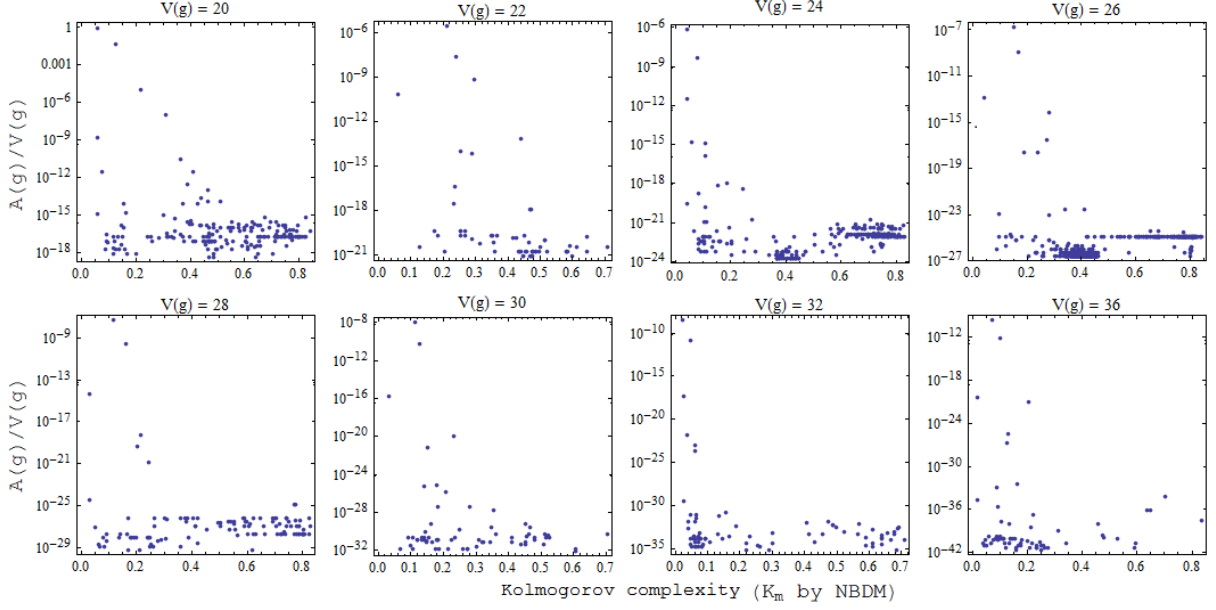 V(g) = 20
V(g) = 22
V(g) = 24
V(g) = 26
A(g)/V(g)
1
0.001
10^-6
10^-9
10^-12
10^-15
10^-18
0.0 0.2 0.4 0.6 0.8
10^-6
10^-9
10^-12
10^-15
10^-18
10^-21
0.0 0.1 0.2 0.3 0.4 0.5 0.6 0.7
10^-6
10^-9
10^-12
10^-15
10^-18
10^-21
10^-24
0.0 0.2 0.4 0.6 0.8
10^-7
10^-11
10^-15
10^-19
10^-23
10^-27
0.0 0.2 0.4 0.6 0.8
V(g) = 28
V(g) = 30
V(g) = 32
V(g) = 36
A(g)/V(g)
10^-9
10^-13
10^-17
10^-21
10^-25
10^-29
0.0 0.2 0.4 0.6 0.8
10^-8
10^-12
10^-16
10^-20
10^-24
10^-28
10^-32
0.0 0.1 0.2 0.3 0.4 0.5 0.6 0.7
10^-10
10^-15
10^-20
10^-25
10^-30
10^-35
0.0 0.1 0.2 0.3 0.4 0.5 0.6 0.7
10^-12
10^-18
10^-24
10^-30
10^-36
10^-42
0.0 0.2 0.4 0.6 0.8
Kolmogorov complexity (K_m by NBDM)